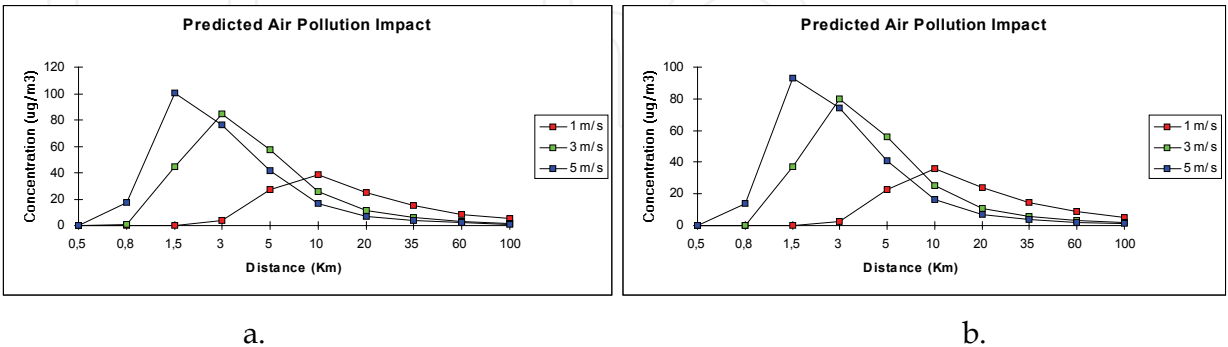 Predicted Air Pollution Impact
Concentration (ug/m3)
120
100
80
60
40
20
0
0,5 0,8 1,5 3 5 10 20 35 60 100
Distance (Km)
1 m/s
3 m/s
5 m/s
a.
Predicted Air Pollution Impact
Concentration (ug/m3)
100
80
60
40
20
0
0,5 0,8 1,5 3 5 10 20 35 60 100
Distance (Km)
1 m/s
3 m/s
5 m/s
b.